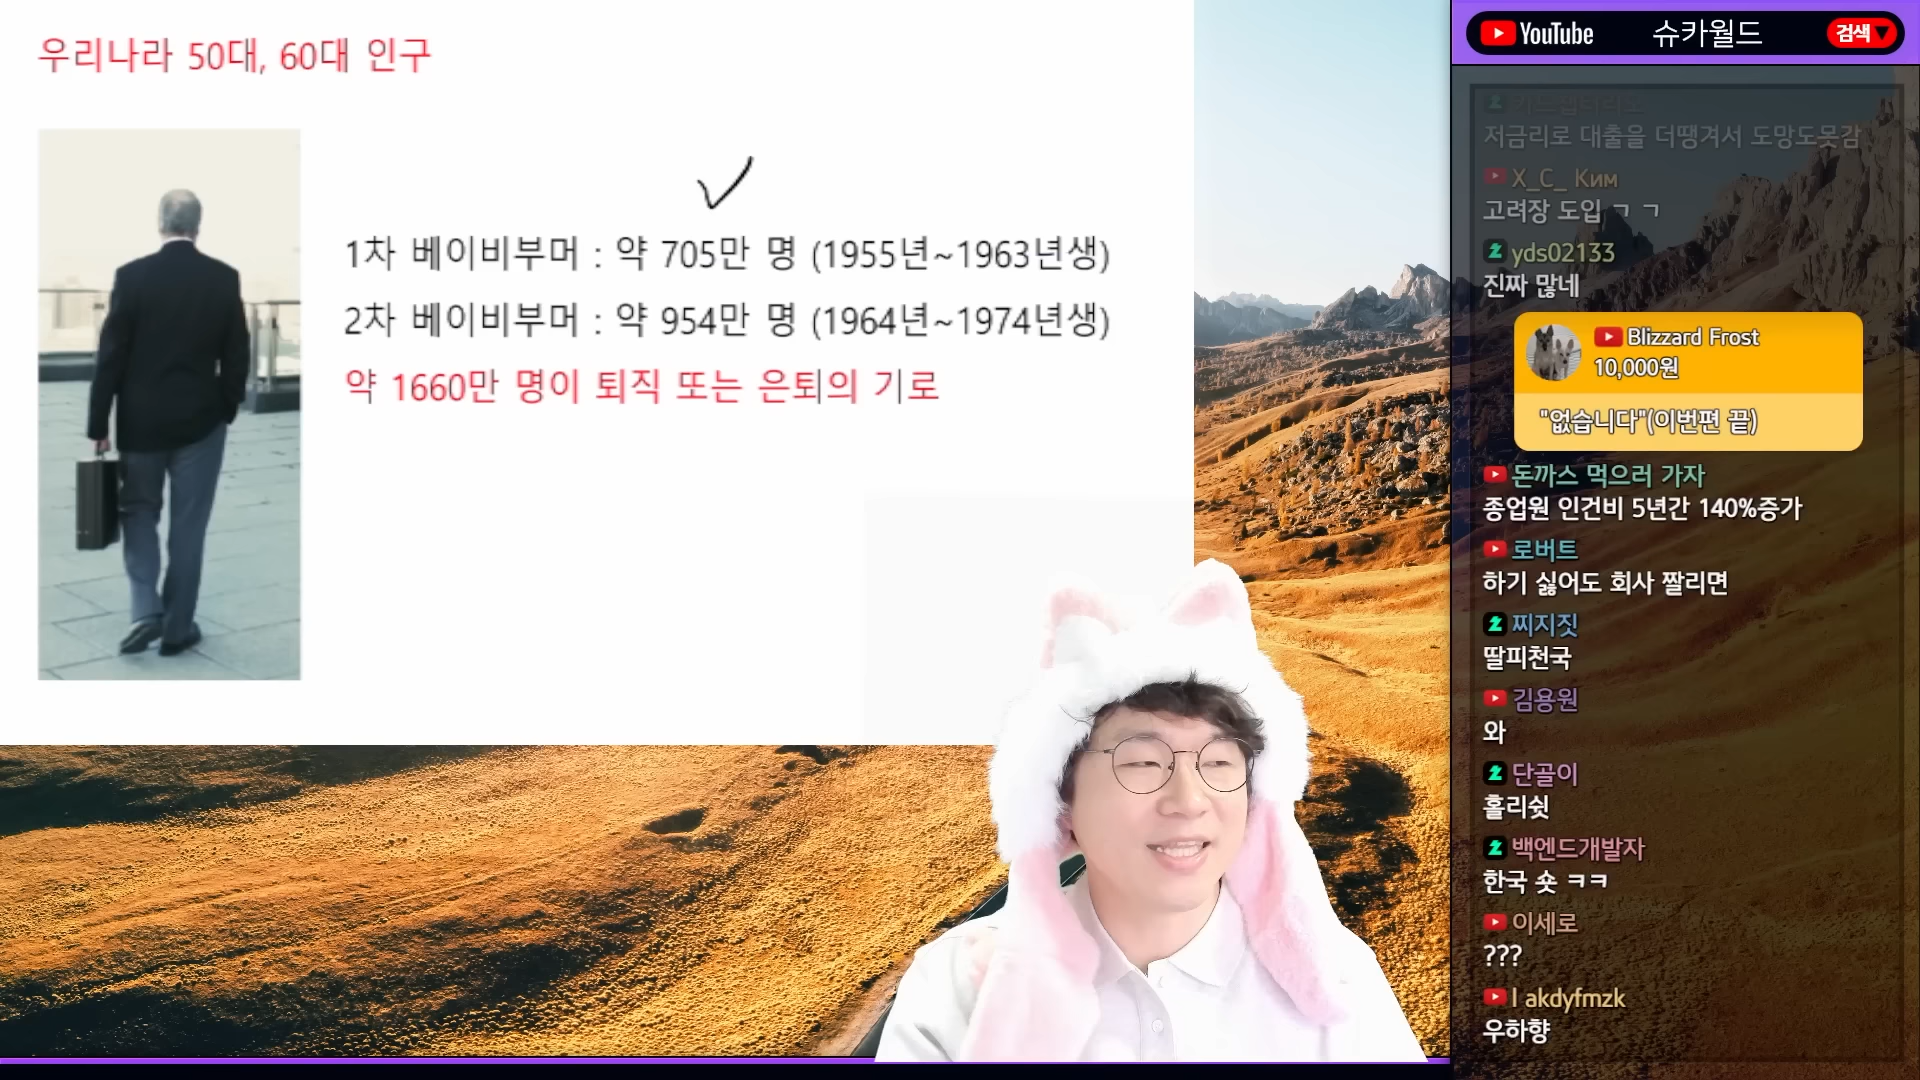 우리나라 50대, 60대 인구
1차 베이비부머 : 약 705만 명 (1955년~1963년생)
2차 베이비부머 : 약 954만 명 (1964년~1974년생)
약 1660만 명이 퇴직 또는 은퇴의 기로
YouTube 슈카월드 검색
저금리로 대출을 더땡겨서 도망도못감
X_C_ Ким
고려장 도입 ㄱ ㄱ
yds02133
진짜 많네
Blizzard Frost
10,000원
"없습니다"(이번편 끝)
돈까스 먹으러 가자
종업원 인건비 5년간 140%증가
로버트
하기 싫어도 회사 짤리면
찌지짓
딸피천국
김용원
와
단골이
홀리쉿
백엔드개발자
한국 숏 ㅋㅋ
이세로
???
l akdyfmzk
우하향